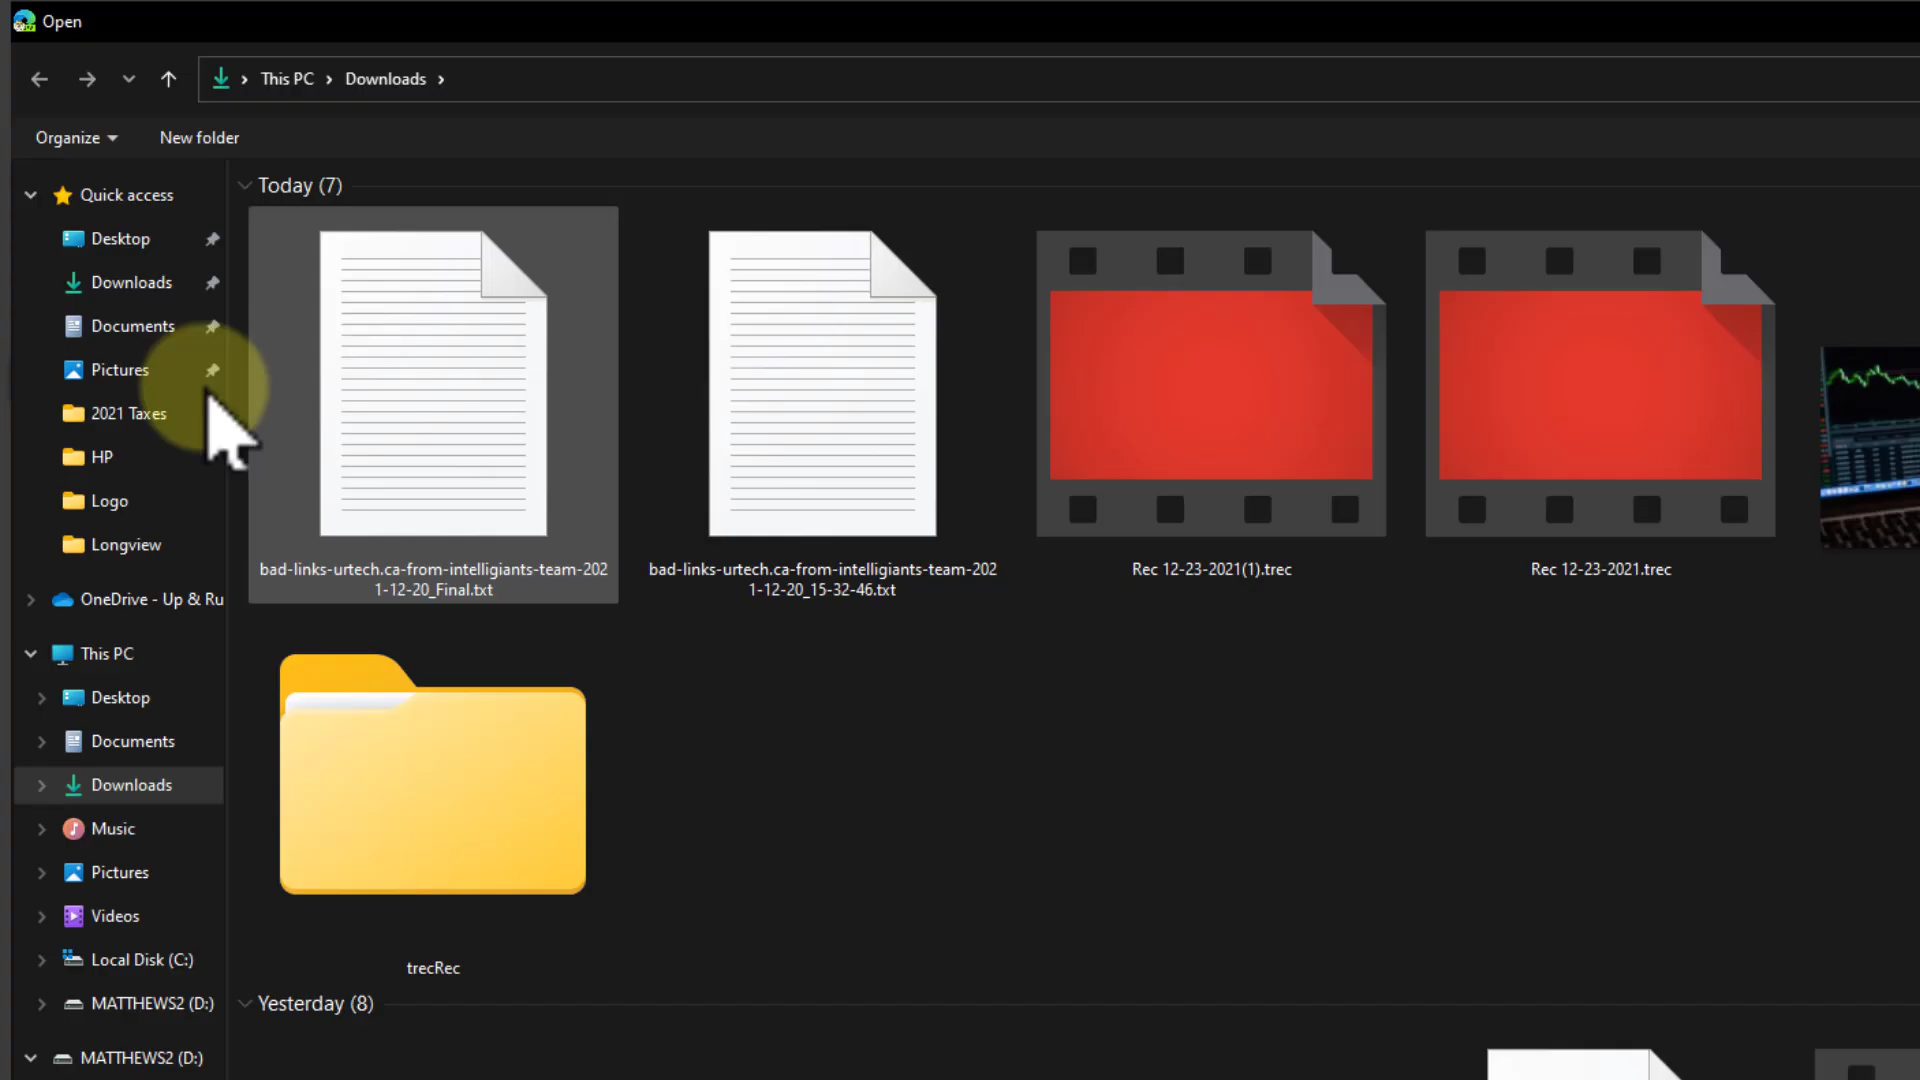 Open
This PC
Downloads
Organize
New folder
Quick access
Desktop
Downloads
Documents
Pictures
2021 Taxes
HP
Logo
Longview
OneDrive - Up & Ru
This PC
Desktop
Documents
Downloads
Music
Pictures
Videos
Local Disk (C:)
MATTHEWS2 (D:)
MATTHEWS2 (D:)
Today (7)
bad-links-urtech.ca-from-intelligiants-team-202
1-12-20_Final.txt
bad-links-urtech.ca-from-intelligiants-team-202
1-12-20_15-32-46.txt
Rec 12-23-2021(1).trec
Rec 12-23-2021.trec
trecRec
Yesterday (8)